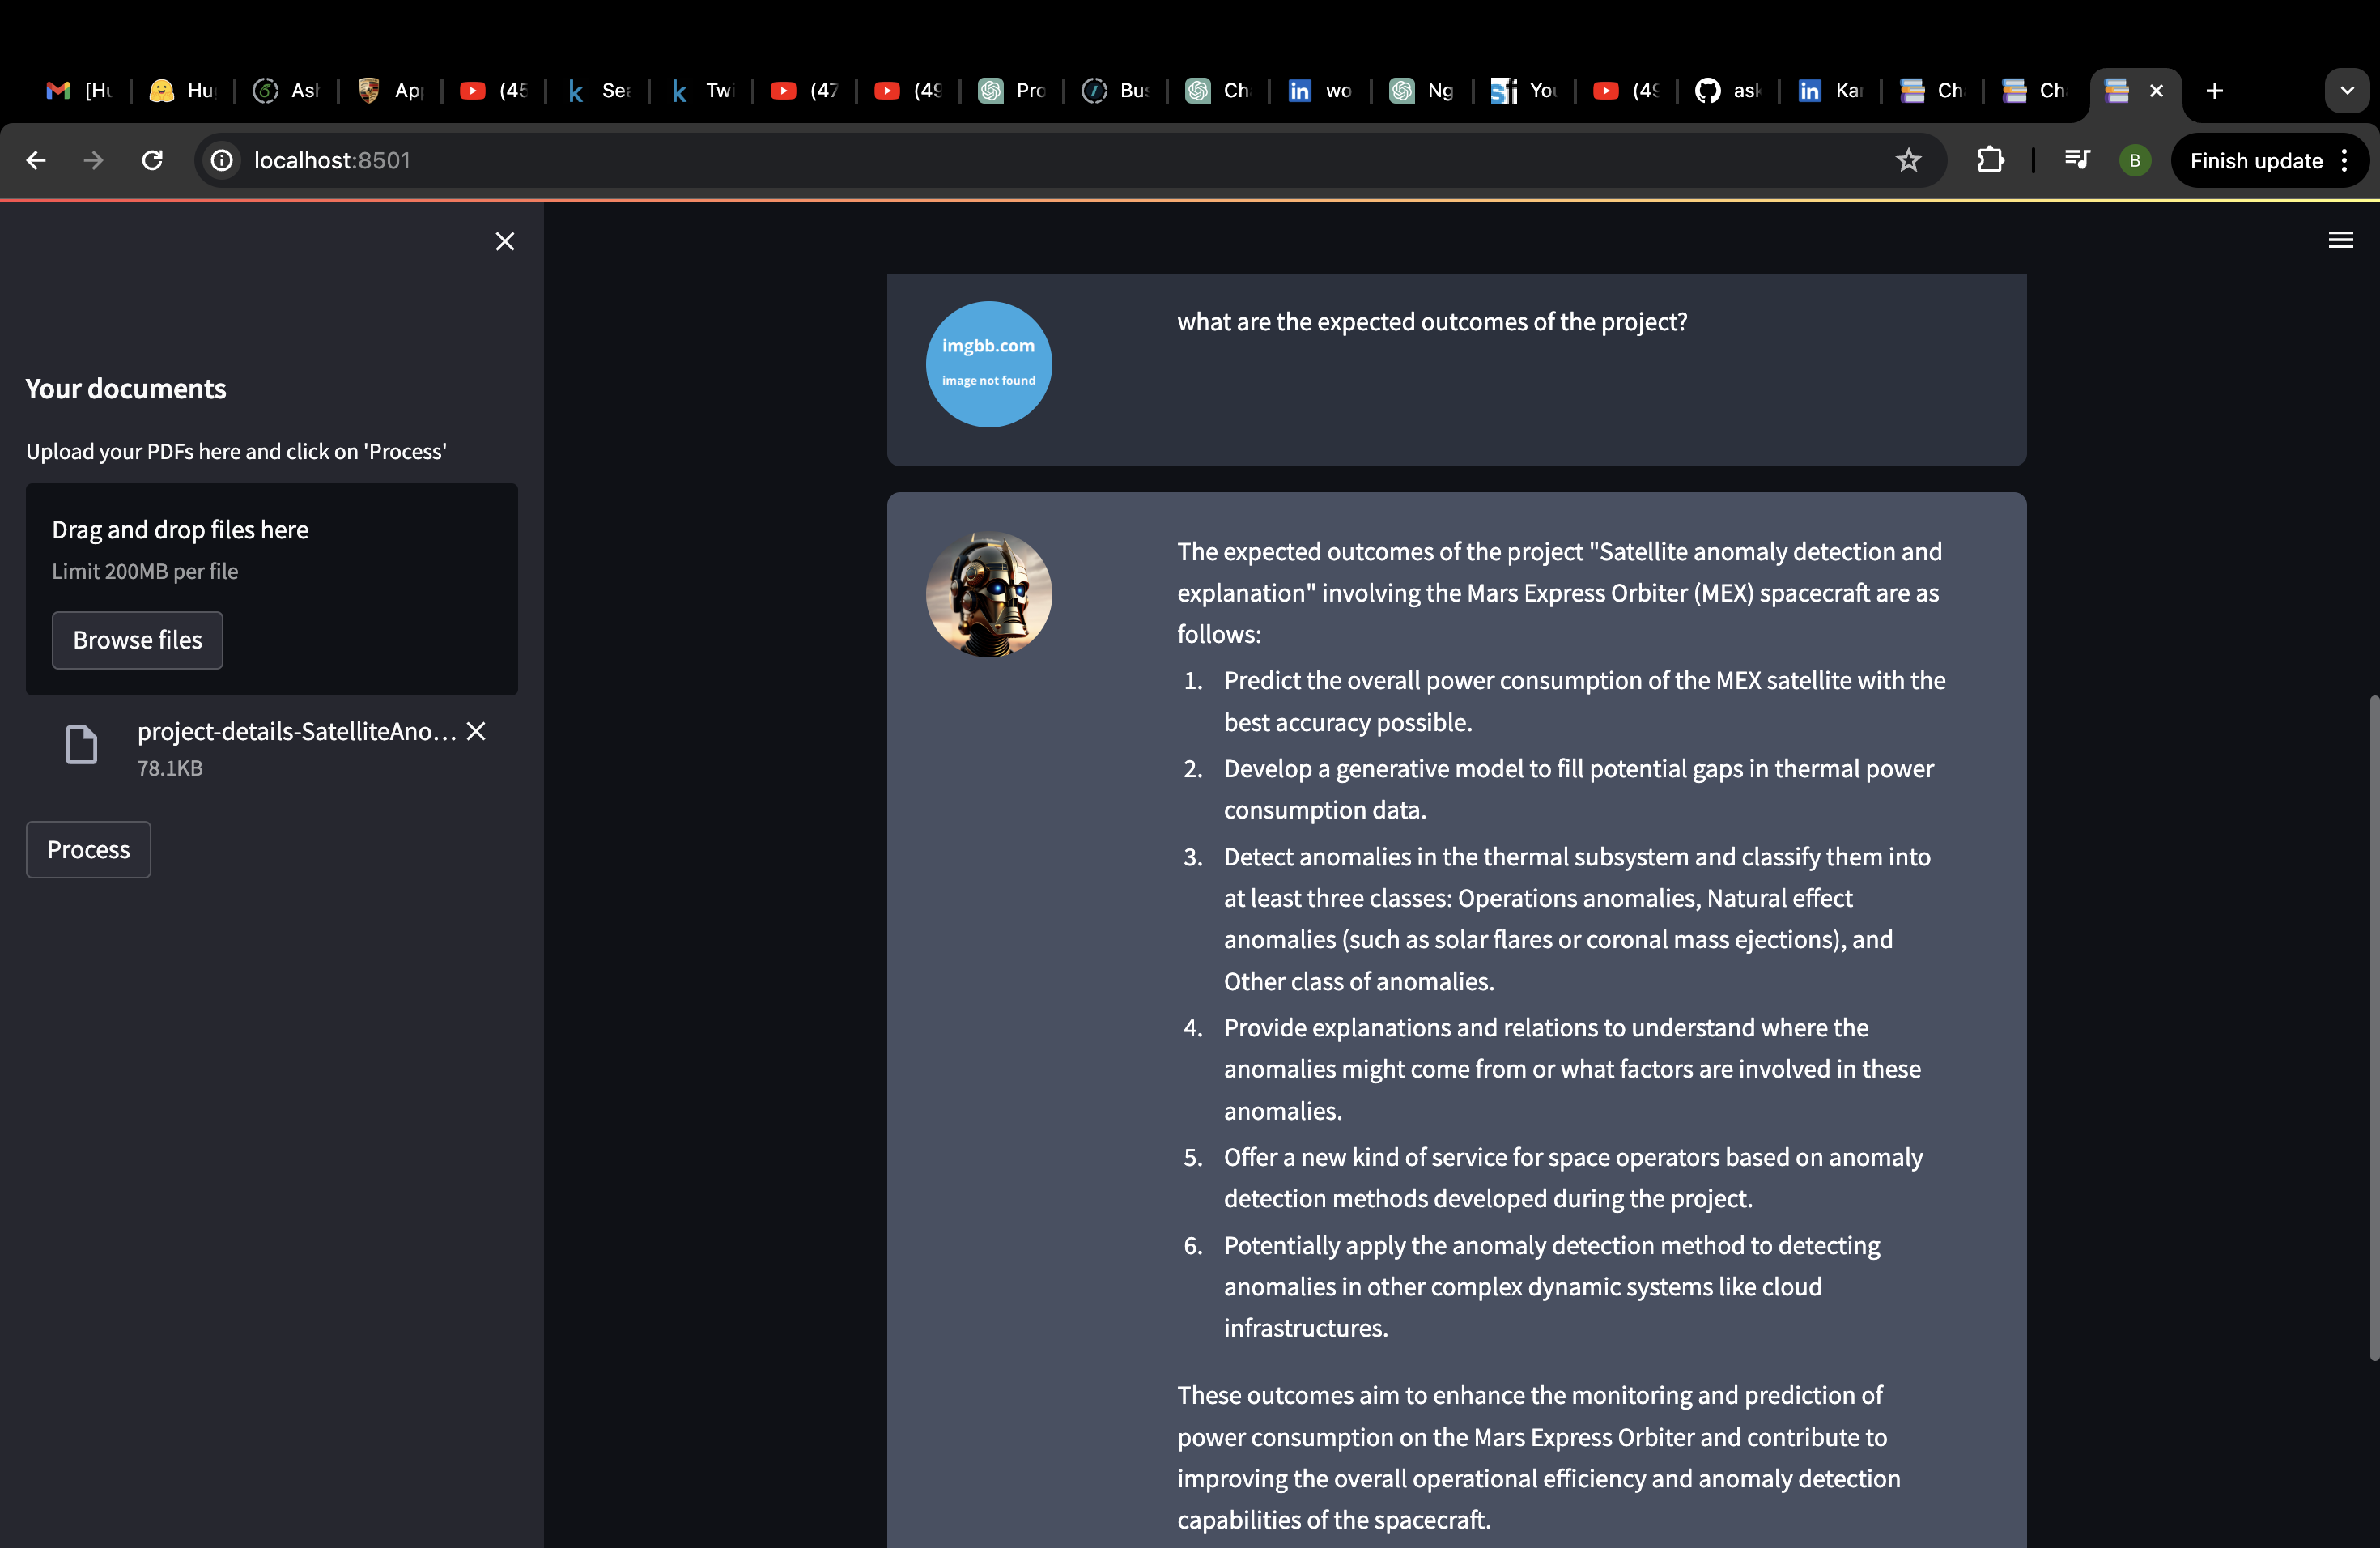 [Hu
Hu
Ash
App
(45
Sea
Twi
(47
(49
Pro
Bus
Ch
wo
Ng
You
(49
ask
Kar
Ch
Ch
localhost:8501
B
Finish update
Your documents
Upload your PDFs here and click on 'Process'
Drag and drop files here
Limit 200MB per file
Browse files
project-details-SatelliteAno...
78.1KB
Process
imgbb.com
image not found
what are the expected outcomes of the project?
The expected outcomes of the project "Satellite anomaly detection and
explanation" involving the Mars Express Orbiter (MEX) spacecraft are as
follows:
1. Predict the overall power consumption of the MEX satellite with the
best accuracy possible.
2. Develop a generative model to fill potential gaps in thermal power
consumption data.
3. Detect anomalies in the thermal subsystem and classify them into
at least three classes: Operations anomalies, Natural effect
anomalies (such as solar flares or coronal mass ejections), and
Other class of anomalies.
4. Provide explanations and relations to understand where the
anomalies might come from or what factors are involved in these
anomalies.
5. Offer a new kind of service for space operators based on anomaly
detection methods developed during the project.
6. Potentially apply the anomaly detection method to detecting
anomalies in other complex dynamic systems like cloud
infrastructures.
These outcomes aim to enhance the monitoring and prediction of
power consumption on the Mars Express Orbiter and contribute to
improving the overall operational efficiency and anomaly detection
capabilities of the spacecraft.